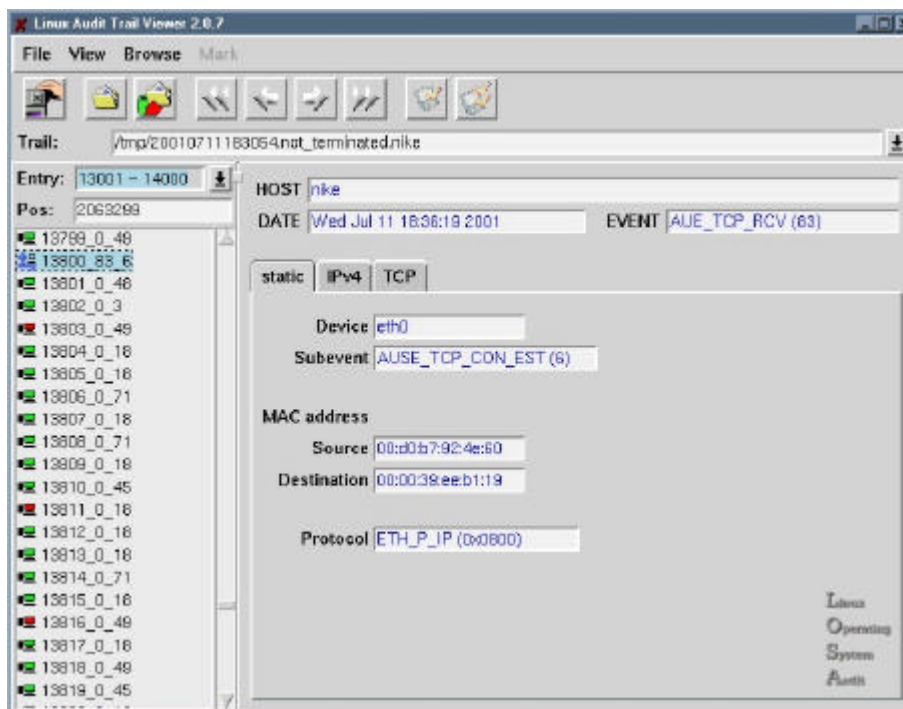 Linux Audit Trail Viewer 2.0.7
File View Browse Mark
Trail: /tmp/20010711183054.not_terminated.nike
Entry: 13001 - 14000
Pos: 2063299
HOST nike
DATE Wed Jul 11 18:36:19 2001 EVENT AUE_TCP_RCV (83)
13799_0_49
13800_83_6
13801_0_48
13802_0_3
13803_0_49
13804_0_18
13805_0_18
13806_0_71
13807_0_18
13808_0_71
13809_0_18
13810_0_45
13811_0_18
13812_0_18
13813_0_18
13814_0_71
13815_0_18
13816_0_49
13817_0_18
13818_0_49
13819_0_45
static IPv4 TCP
Device eth0
Subevent AUSE_TCP_CON_EST (6)
MAC address
Source 00:d0:b7:92:4e:60
Destination 00:00:39:ee:b1:19
Protocol ETH_P_IP (0x0800)
Linux
Operating
System
Audit